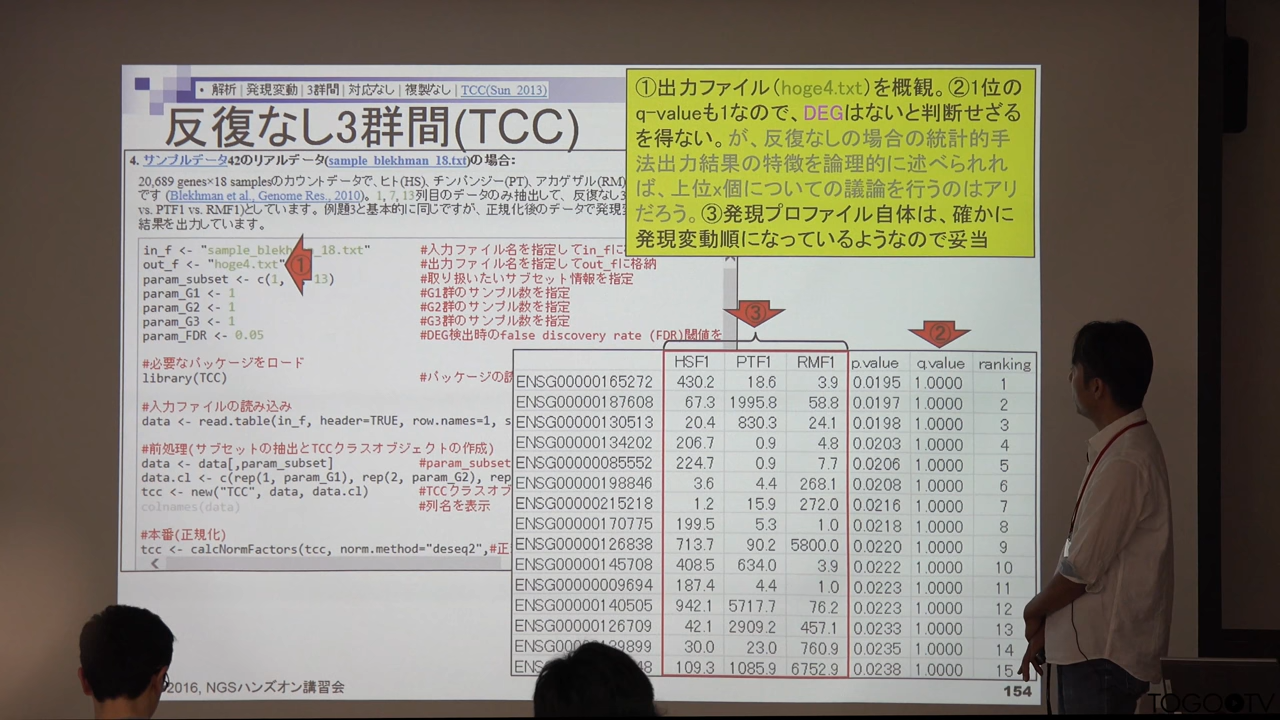 ・ 解析 | 発現変動 | 3群間 | 対応なし | 複製なし | TCC(Sun_2013)
反復なし3群間(TCC)
①出力ファイル(hoge4.txt)を概観。②1位の
q-valueも1なので、DEGはないと判断せざる
を得ない。が、反復なしの場合の統計的手
法出力結果の特徴を論理的に述べられれ
ば、上位x個についての議論を行うのはアリ
だろう。③発現プロファイル自体は、確かに
発現変動順になっているようなので妥当
4. サンプルデータ42のリアルデータ(sample_blekhman_18.txt)の場合:
20,689 genes×18 samplesのカウントデータで、ヒト(HS), チンパンジー(PT), アカゲザル(RM)
です (Blekhman et al., Genome Res., 2010)。1, 7, 13列目のデータのみ抽出して、反復なし3
vs. PTF1 vs. RMF1)としています。例題3と基本的に同じですが、正規化後のデータで発現変
結果を出力しています。
in_f <- "sample_blekhman_18.txt" #入力ファイル名を指定してin_fに
out_f <- "hoge4.txt" ① #出力ファイル名を指定してout_fに格納
param_subset <- c(1, 13) #取り扱いたいサブセット情報を指定
param_G1 <- 1 #G1群のサンプル数を指定
param_G2 <- 1 #G2群のサンプル数を指定
param_G3 <- 1 #G3群のサンプル数を指定
param_FDR <- 0.05 #DEG検出時のfalse discovery rate (FDR)閾値を
#必要なパッケージをロード
library(TCC) #パッケージの読
#入力ファイルの読み込み
data <- read.table(in_f, header=TRUE, row.names=1, s
#前処理(サブセットの抽出とTCCクラスオブジェクトの作成)
data <- data[,param_subset] #param_subset
data.cl <- c(rep(1, param_G1), rep(2, param_G2), rep
tcc <- new("TCC", data, data.cl) #TCCクラスオブ
colnames(data) #列名を表示
#本番(正規化)
tcc <- calcNormFactors(tcc, norm.method="deseq2",#正
③ ②
HSF1 PTF1 RMF1 p.value q.value ranking
ENSG00000165272 430.2 18.6 3.9 0.0195 1.0000 1
ENSG00000187608 67.3 1995.8 58.8 0.0197 1.0000 2
ENSG00000130513 20.4 830.3 24.1 0.0198 1.0000 3
ENSG00000134202 206.7 0.9 4.8 0.0203 1.0000 4
ENSG00000085552 224.7 0.9 7.7 0.0206 1.0000 5
ENSG00000198846 3.6 4.4 268.1 0.0208 1.0000 6
ENSG00000215218 1.2 15.9 272.0 0.0216 1.0000 7
ENSG00000170775 199.5 5.3 1.0 0.0218 1.0000 8
ENSG00000126838 713.7 90.2 5800.0 0.0220 1.0000 9
ENSG00000145708 408.5 634.0 3.9 0.0222 1.0000 10
ENSG00000009694 187.4 4.4 1.0 0.0223 1.0000 11
ENSG00000140505 942.1 5717.7 76.2 0.0223 1.0000 12
ENSG00000126709 42.1 2909.2 457.1 0.0233 1.0000 13
30.0 23.0 760.9 0.0235 1.0000 14
109.3 1085.9 6752.9 0.0238 1.0000 15
2016, NGSハンズオン講習会
154
TOGOTV